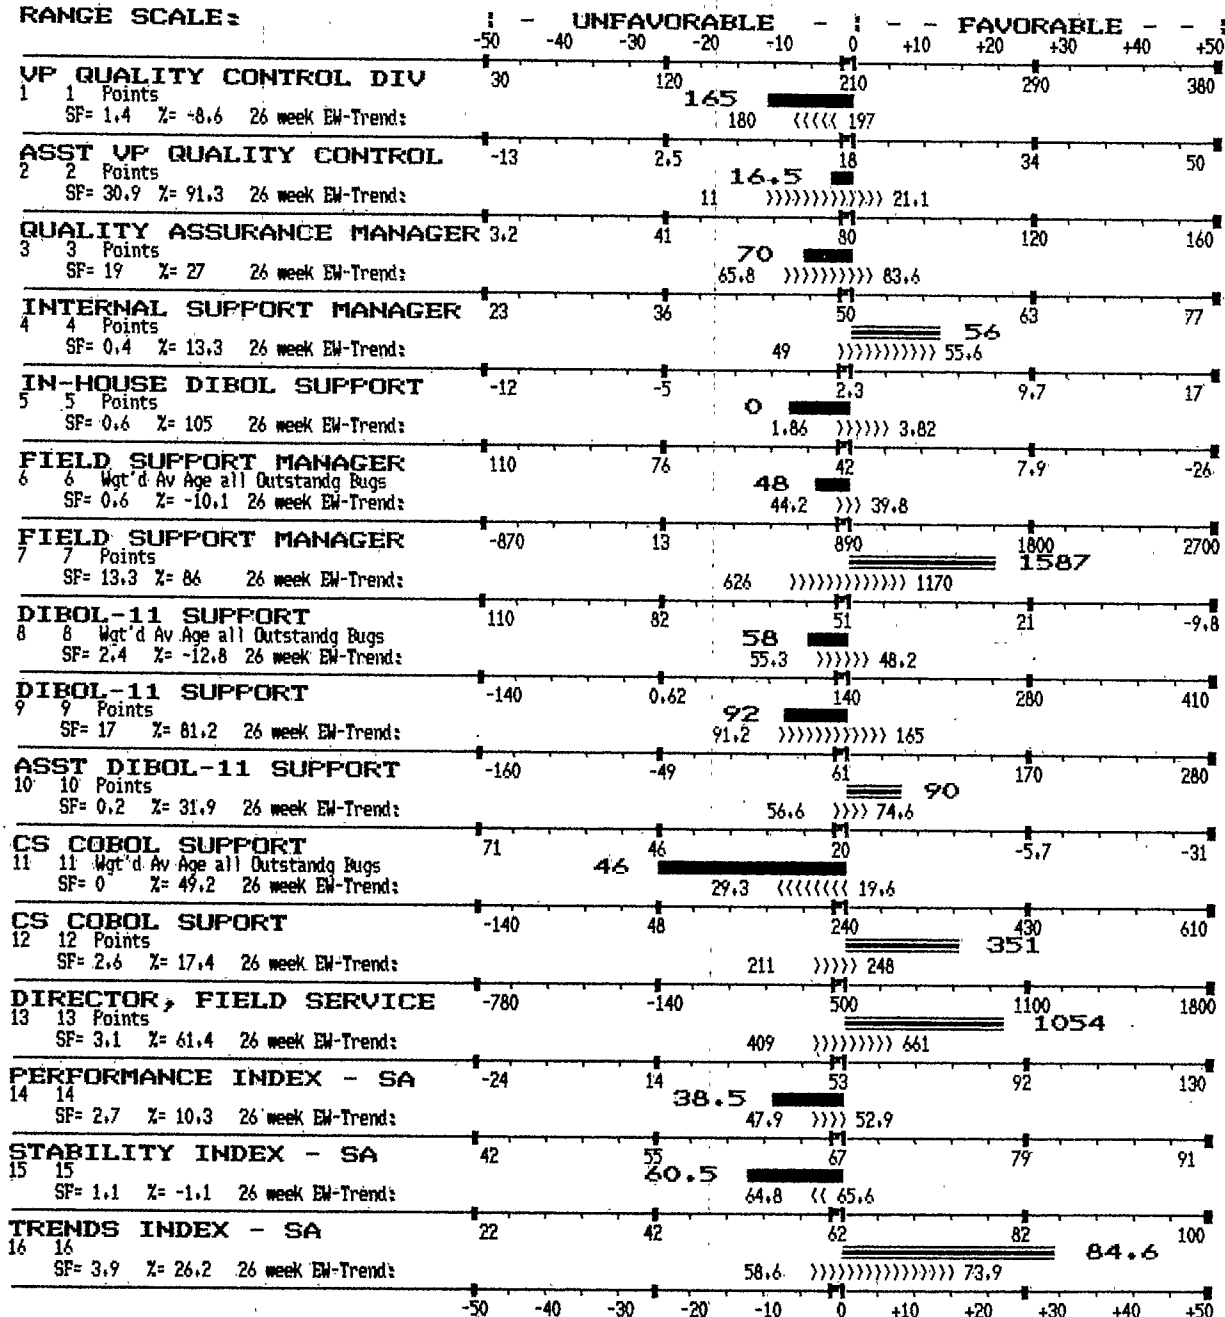 RANGE SCALE: ¦ - UNFAVORABLE - ¦ - - FAVORABLE - - ¦
-50 -40 -30 -20 -10 0 +10 +20 +30 +40 +50
VP QUALITY CONTROL DIV 30 120 210 290 380
1 1 Points 165
SF= 1.4 %= -8.6 26 week EW-Trend: 180 <<<<< 197
ASST VP QUALITY CONTROL -13 2.5 18 34 50
2 2 Points 16.5
SF= 30.9 %= 91.3 26 week EW-Trend: 11 >>>>>>>>>>>>>> 21.1
QUALITY ASSURANCE MANAGER 3.2 41 80 120 160
3 3 Points 70
SF= 19 %= 27 26 week EW-Trend: 65.8 >>>>>>>>>>> 83.6
INTERNAL SUPPORT MANAGER 23 36 50 63 77
4 4 Points 56
SF= 0.4 %= 13.3 26 week EW-Trend: 49 >>>>>>>>>>>> 55.6
IN-HOUSE DIBOL SUPPORT -12 -5 2.3 9.7 17
5 5 Points 0
SF= 0.6 %= 105 26 week EW-Trend: 1.86 >>>>>> 3.82
FIELD SUPPORT MANAGER 110 76 42 7.9 -26
6 6 Wgt'd Av Age all Outstandg Bugs 48
SF= 0.6 %= -10.1 26 week EW-Trend: 44.2 >>> 39.8
FIELD SUPPORT MANAGER -870 13 890 1800 2700
7 7 Points 1587
SF= 13.3 %= 86 26 week EW-Trend: 626 >>>>>>>>>>>>>> 1170
DIBOL-11 SUPPORT 110 82 51 21 -9.8
8 8 Wgt'd Av Age all Outstandg Bugs 58
SF= 2.4 %= -12.8 26 week EW-Trend: 55.3 >>>>>> 48.2
DIBOL-11 SUPPORT -140 0.62 140 280 410
9 9 Points 92
SF= 17 %= 81.2 26 week EW-Trend: 91.2 >>>>>>>>>>>>> 165
ASST DIBOL-11 SUPPORT -160 -49 61 170 280
10 10 Points 90
SF= 0.2 %= 31.9 26 week EW-Trend: 56.6 >>>> 74.6
CS COBOL SUPPORT 71 46 20 -5.7 -31
11 11 Wgt'd Av Age all Outstandg Bugs 46
SF= 0 %= 49.2 26 week EW-Trend: 29.3 <<<<<<<< 19.6
CS COBOL SUPORT -140 48 240 430 610
12 12 Points 351
SF= 2.6 %= 17.4 26 week EW-Trend: 211 >>>>> 248
DIRECTOR, FIELD SERVICE -780 -140 500 1100 1800
13 13 Points 1054
SF= 3.1 %= 61.4 26 week EW-Trend: 409 >>>>>>>>> 661
PERFORMANCE INDEX - SA -24 14 53 92 130
14 14 38.5
SF= 2.7 %= 10.3 26 week EW-Trend: 47.9 >>>> 52.9
STABILITY INDEX - SA 42 55 67 79 91
15 15 60.5
SF= 1.1 %= -1.1 26 week EW-Trend: 64.8 << 65.6
TRENDS INDEX - SA 22 42 62 82 100
16 16 84.6
SF= 3.9 %= 26.2 26 week EW-Trend: 58.6 >>>>>>>>>>>>>>>> 73.9
-50 -40 -30 -20 -10 0 +10 +20 +30 +40 +50